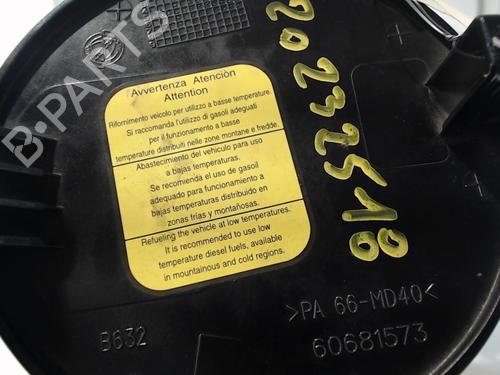 B-PARTS
20232518
Avvertenza Atención
Attention
Rifornimento veicolo per utilizzo a basse temperature.
Si raccomanda l'utilizzo di gasoli adeguati
per il funzionamento a basse
temperature distribuiti nelle zone montane e fredde.
Abastecimiento del vehiculo para uso
a bajas temperaturas.
Se recomienda el uso de gasoil
adequado para funcionamiento a
bajas temperaturas distribuido en
zonas frías y montañosas.
Refueling the vehicle at low temperatures.
It is recommended to use low
temperature diesel fuels, available
in mountainous and cold regions.
>PA 66-MD40<
B632
60681573